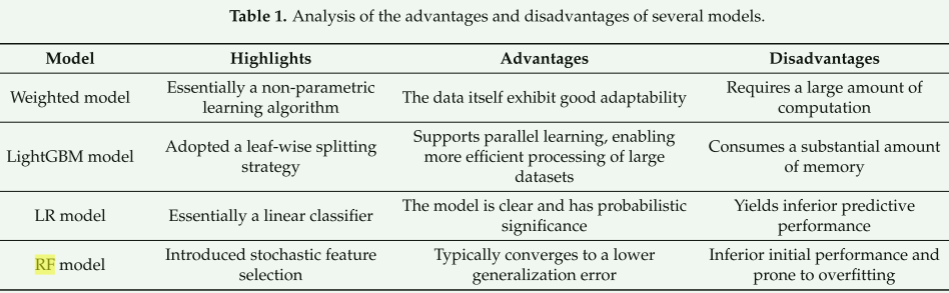 Table 1. Analysis of the advantages and disadvantages of several models.
Model Highlights Advantages Disadvantages
Weighted model Essentially a non-parametric learning algorithm The data itself exhibit good adaptability Requires a large amount of computation
LightGBM model Adopted a leaf-wise splitting strategy Supports parallel learning, enabling more efficient processing of large datasets Consumes a substantial amount of memory
LR model Essentially a linear classifier The model is clear and has probabilistic significance Yields inferior predictive performance
RF model Introduced stochastic feature selection Typically converges to a lower generalization error Inferior initial performance and prone to overfitting